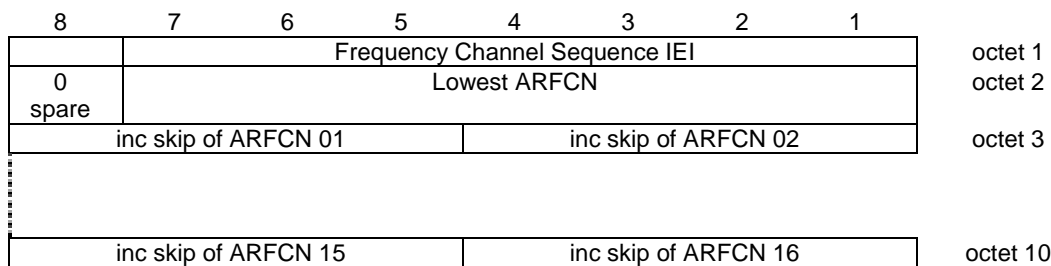 8 7 6 5 4 3 2 1
Frequency Channel Sequence IEI octet 1
0 Lowest ARFCN octet 2
spare
inc skip of ARFCN 01 inc skip of ARFCN 02 octet 3
inc skip of ARFCN 15 inc skip of ARFCN 16 octet 10